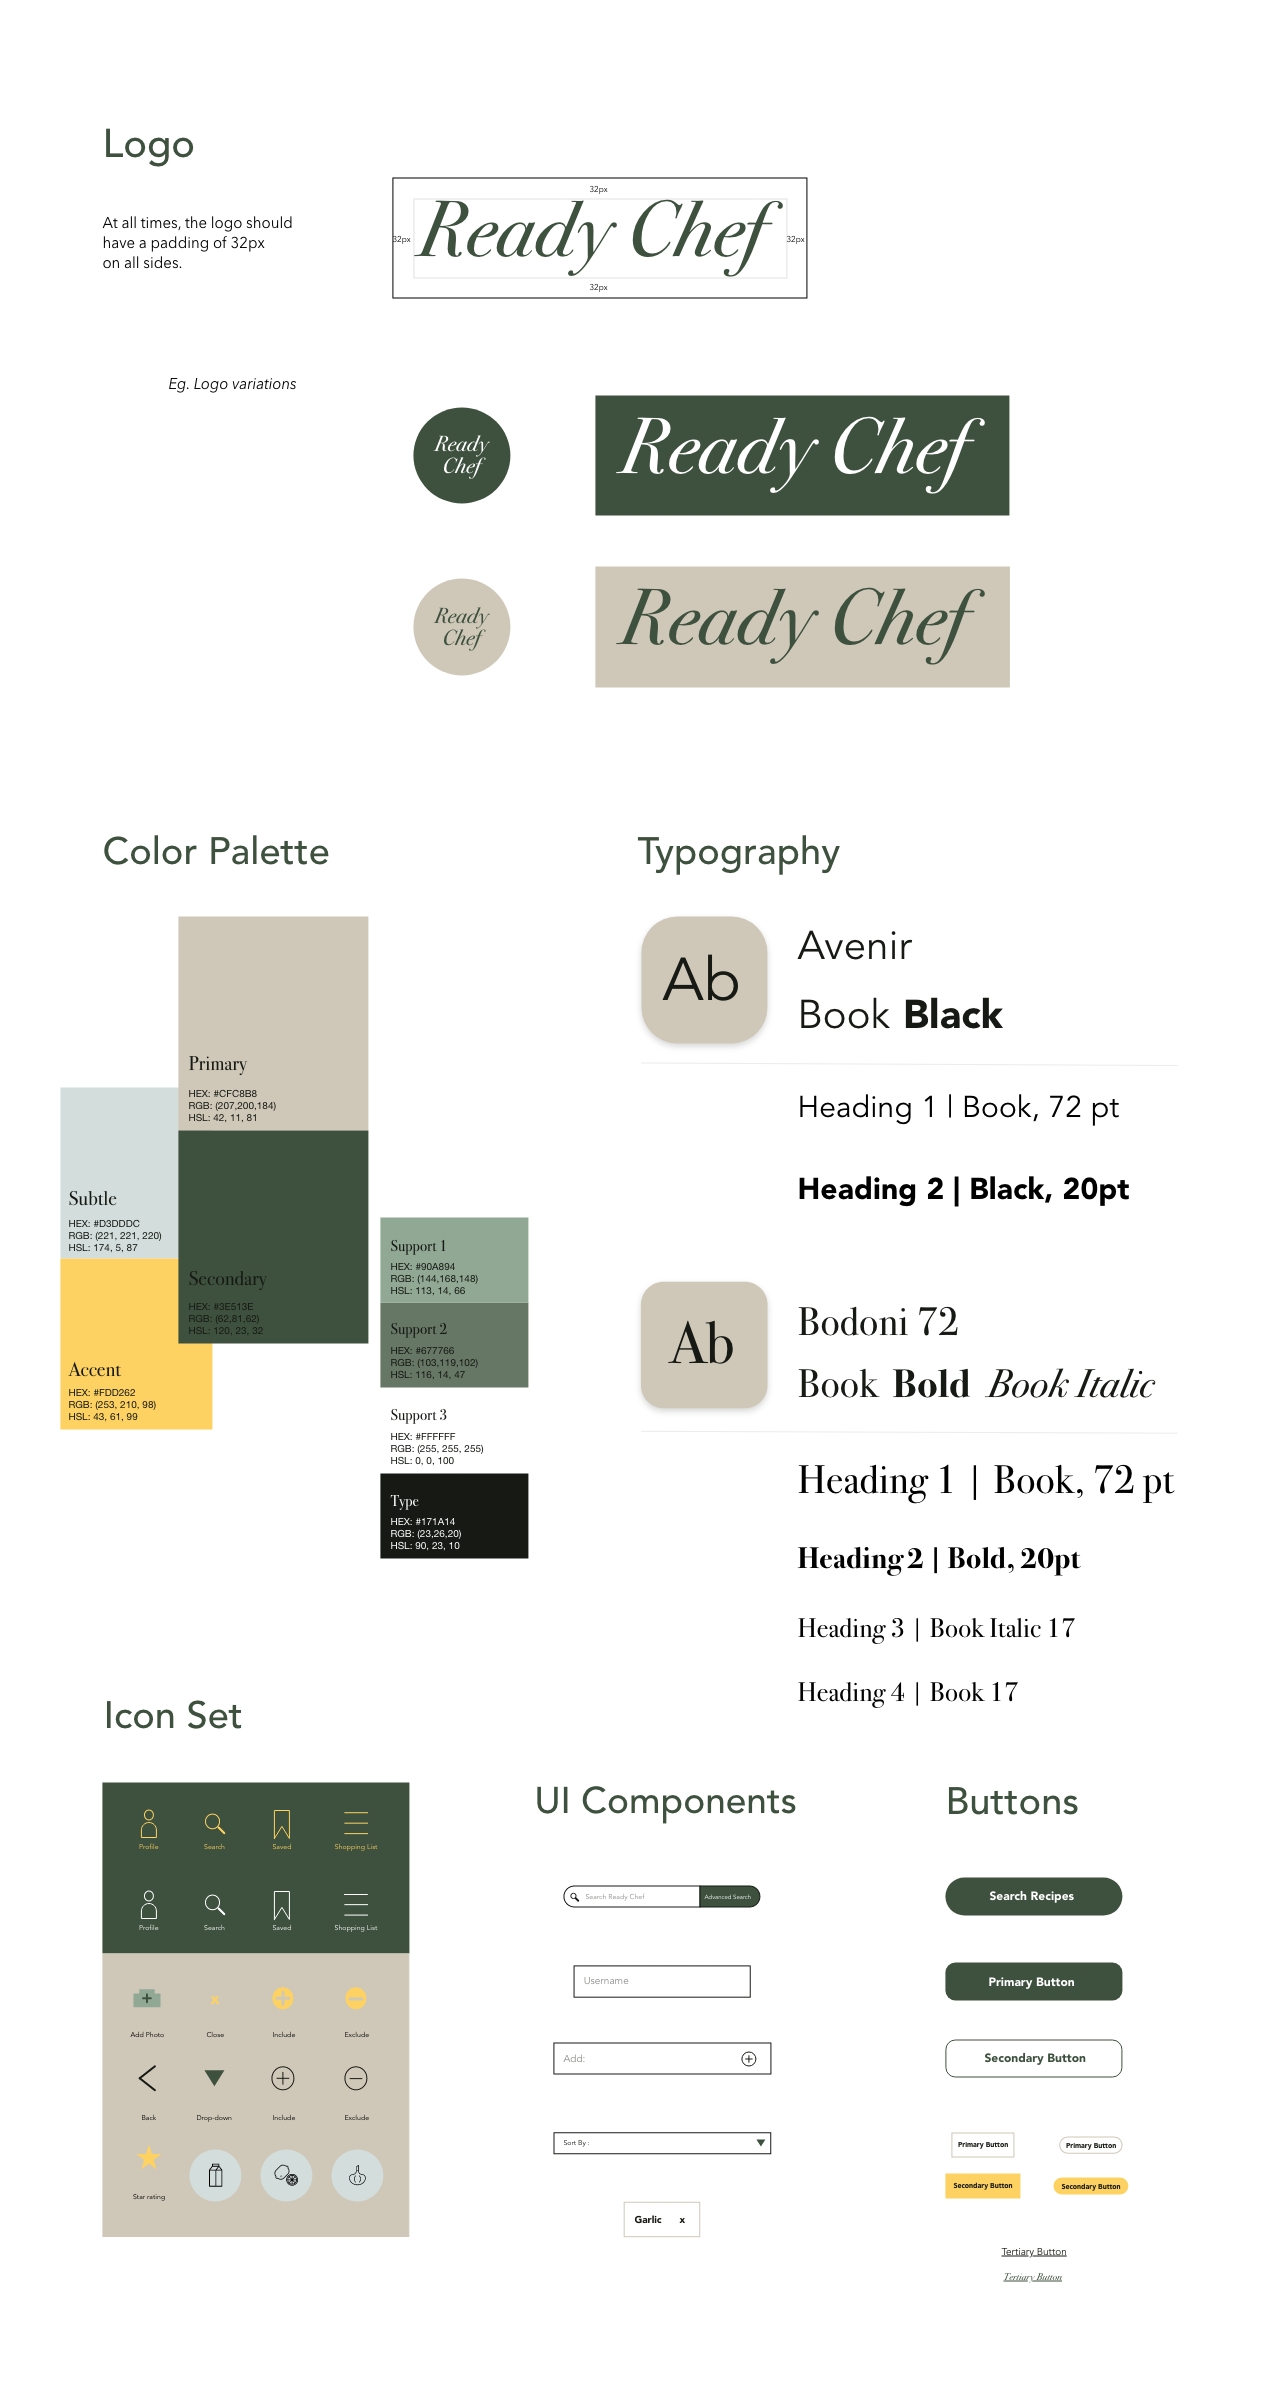 Logo
At all times, the logo should
have a padding of 32px
on all sides.
32px
32px
Ready Chef
32px
32px
Eg. Logo variations
Ready
Chef
Ready Chef
Ready
Chef
Ready Chef
Color Palette
Primary
HEX: #CFC8B8
RGB: (207,200,184)
HSL: 42, 11, 81
Subtle
HEX: #D3DDDC
RGB: (221, 221, 220)
HSL: 174, 5, 87
Secondary
HEX: #3E513E
RGB: (62,81,62)
HSL: 120, 23, 32
Accent
HEX: #FDD262
RGB: (253, 210, 98)
HSL: 43, 61, 99
Support 1
HEX: #90A894
RGB: (144,168,148)
HSL: 113, 14, 66
Support 2
HEX: #677766
RGB: (103,119,102)
HSL: 116, 14, 47
Support 3
HEX: #FFFFFF
RGB: (255, 255, 255)
HSL: 0, 0, 100
Type
HEX: #171A14
RGB: (23,26,20)
HSL: 90, 23, 10
Typography
Ab
Avenir
Book Black
Heading 1 | Book, 72 pt
Heading 2 | Black, 20pt
Ab
Bodoni 72
Book Bold Book Italic
Heading 1 | Book, 72 pt
Heading 2 | Bold, 20pt
Heading 3 | Book Italic 17
Heading 4 | Book 17
Icon Set
Profile Search Saved Shopping List
Profile Search Saved Shopping List
x
Add Photo Close Include Exclude
Back Drop-down Include Exclude
Star rating
UI Components
Search Ready Chef Advanced Search
Username
Add:
Sort By :
Garlic x
Buttons
Search Recipes
Primary Button
Secondary Button
Primary Button Primary Button
Secondary Button Secondary Button
Tertiary Button
Tertiary Button